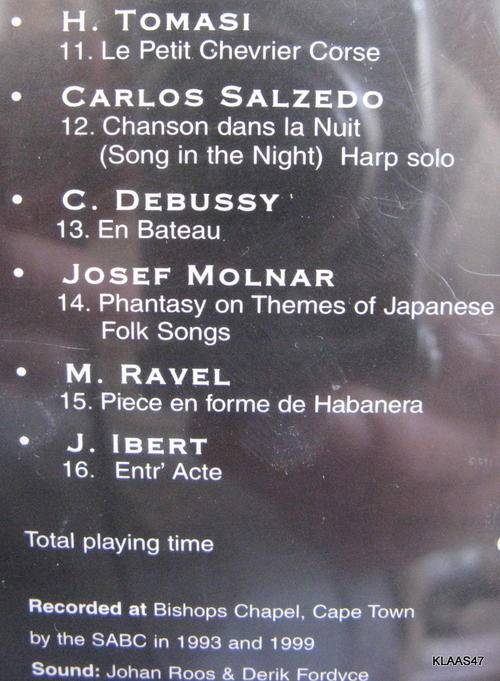 • H. TOMASI
11. Le Petit Ghevrier Corse
• CARLOS SALZEDO
12. Chanson dans la Nuit
(Song in the Night) Harp solo
• C. DEBUSSY
13. En Bateau
• JOSEF MOLNAR
14. Phantasy on Themes of Japanese
Folk Songs
• M. RAVEL
15. Piece en forme de Habanera
• J. IBERT
16. Entr' Acte
Total playing time
Recorded at Bishops Chapel, Cape Town
by the SABC in 1993 and 1999
Sound: Johan Roos & Derik Fordyce
KLAAS47